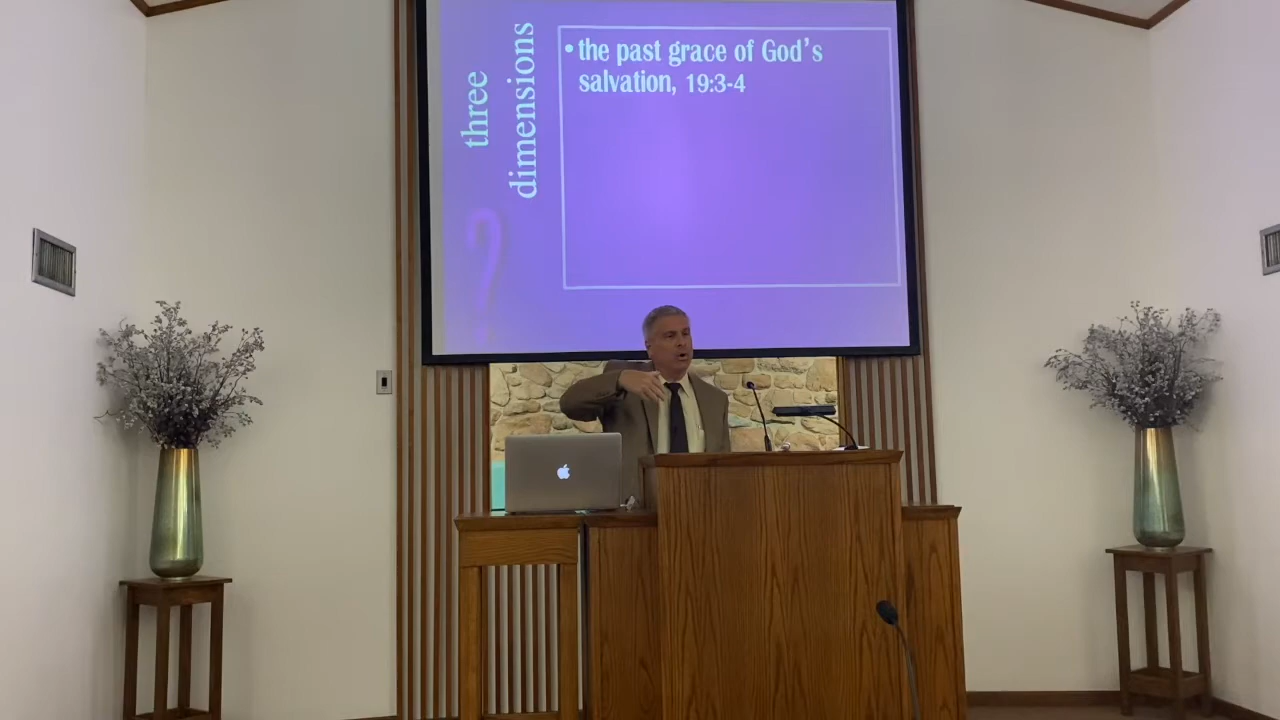 three
dimensions
• the past grace of God's
salvation, 19:3-4
?